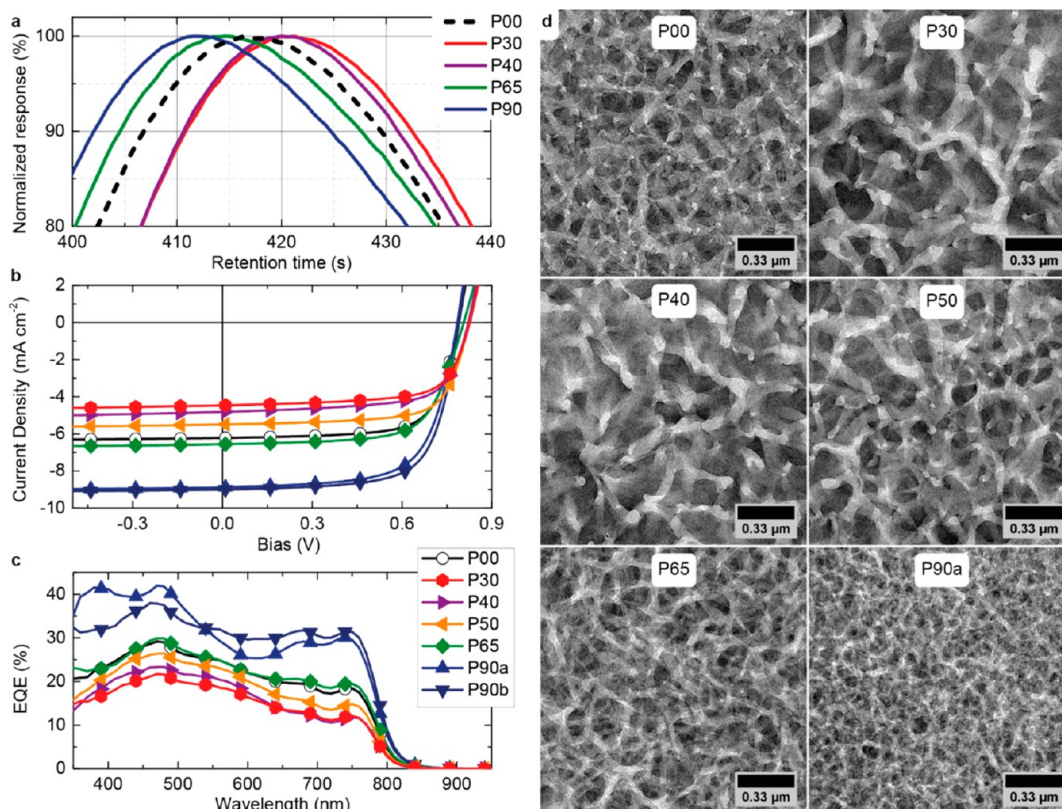 a
P00
P30
P40
P65
P90
Normalized response (%)
100
90
80
400 410 420 430 440
Retention time (s)
b
Current Density (mA cm⁻²)
2
0
-2
-4
-6
-8
-10
-0.3 0.0 0.3 0.6 0.9
Bias (V)
c
P00
P30
P40
P50
P65
P90a
P90b
EQE (%)
40
30
20
10
0
400 500 600 700 800 900
Wavelength (nm)
d
P00
0.33 µm
P30
0.33 µm
P40
0.33 µm
P50
0.33 µm
P65
0.33 µm
P90a
0.33 µm